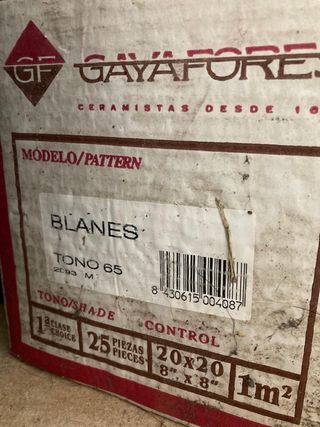 GF GAYAFORES
CERAMISTAS DESDE
MODELO/PATTERN
BLANES
TONO 65
2093 M
8 430615 004087
TONO/SHADE CONTROL
1ª CLASE CHOICE
25 PIEZAS PIECES
20x20
8" x 8"
1m²